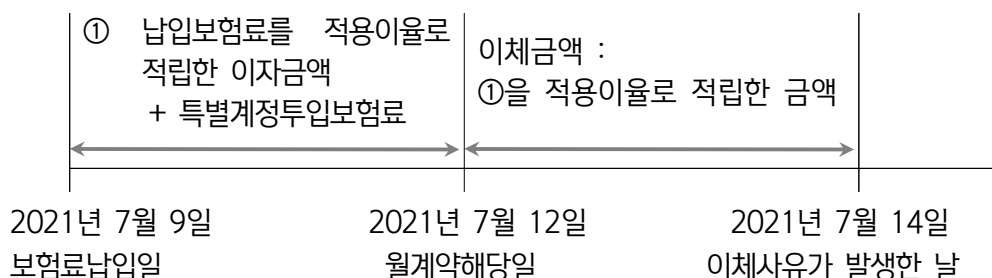 ① 납입보험료를 적용이율로
적립한 이자금액
+ 특별계정투입보험료
이체금액 :
①을 적용이율로 적립한 금액
2021년 7월 9일
보험료납입일
2021년 7월 12일
월계약해당일
2021년 7월 14일
이체사유가 발생한 날